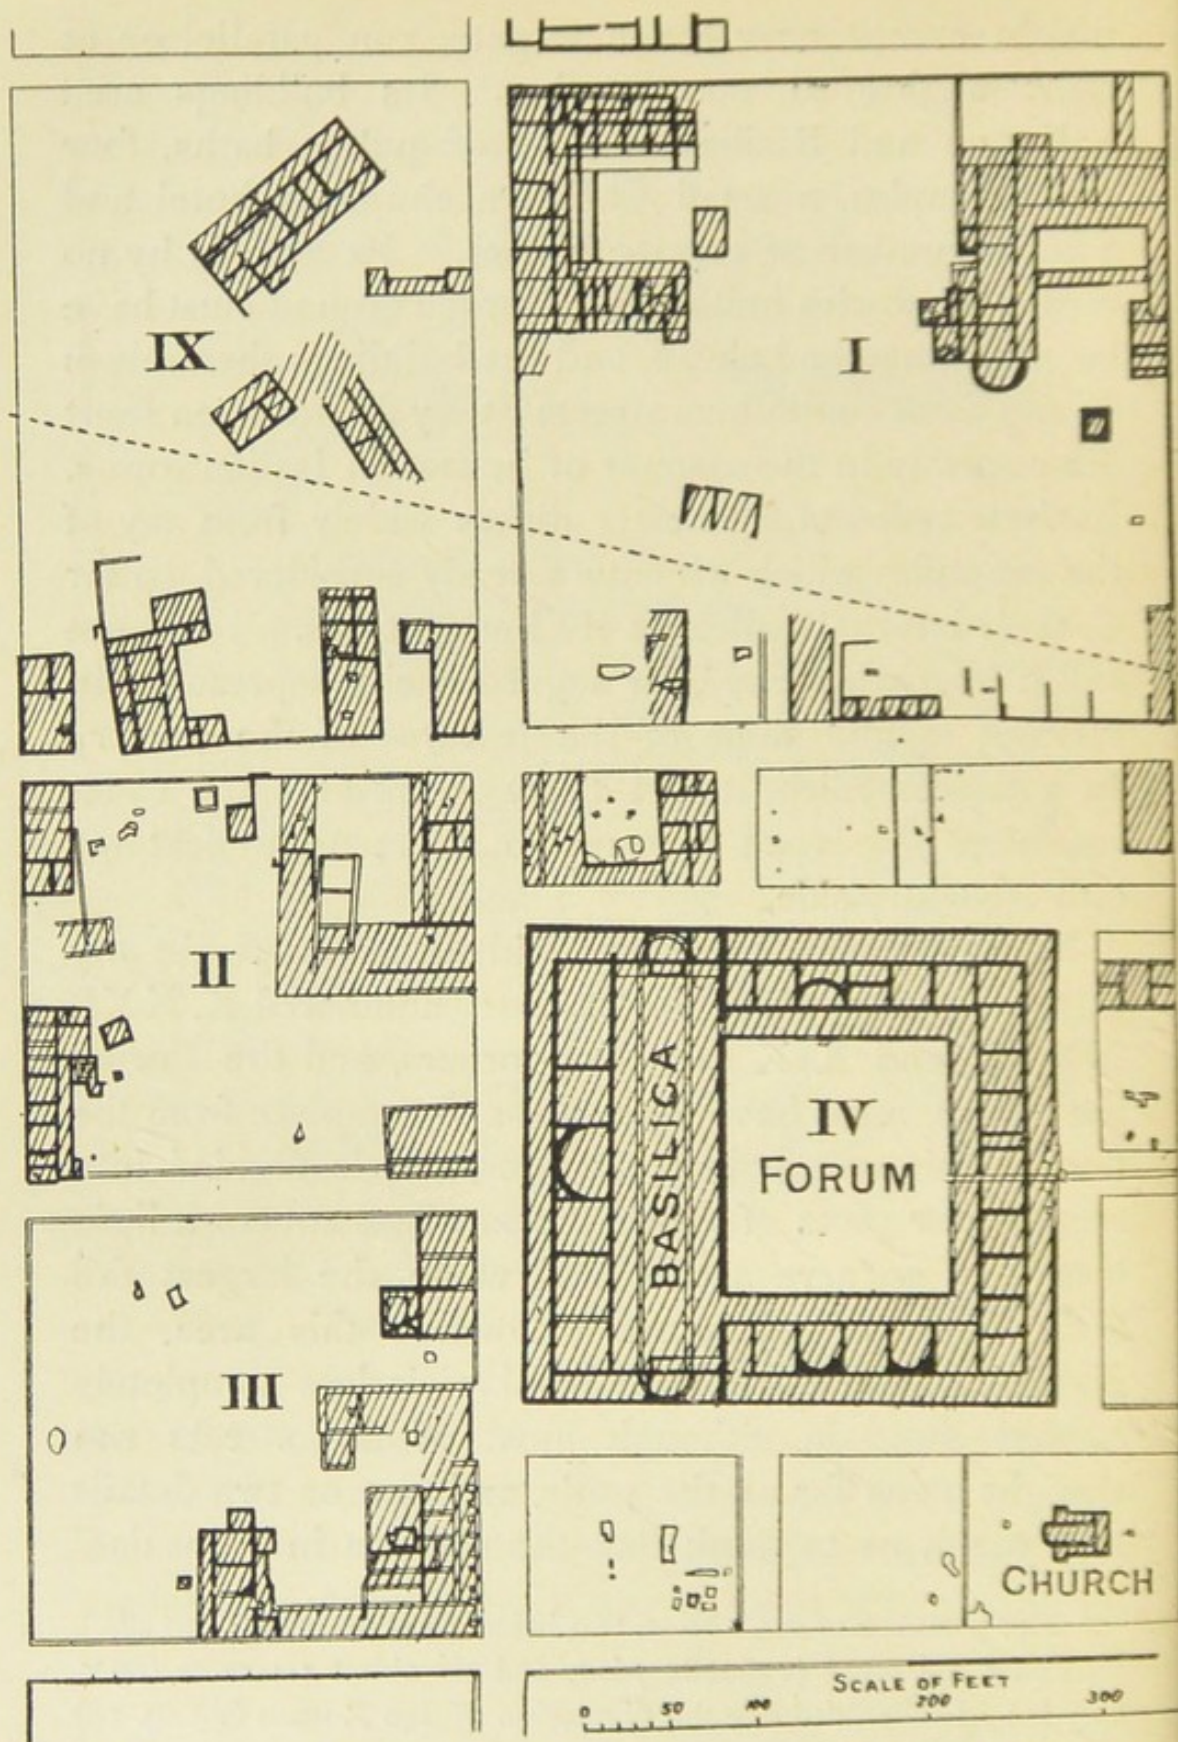 IX
I
II
BASILICA
IV
FORUM
III
CHURCH
SCALE OF FEET
0 50 100 200 300